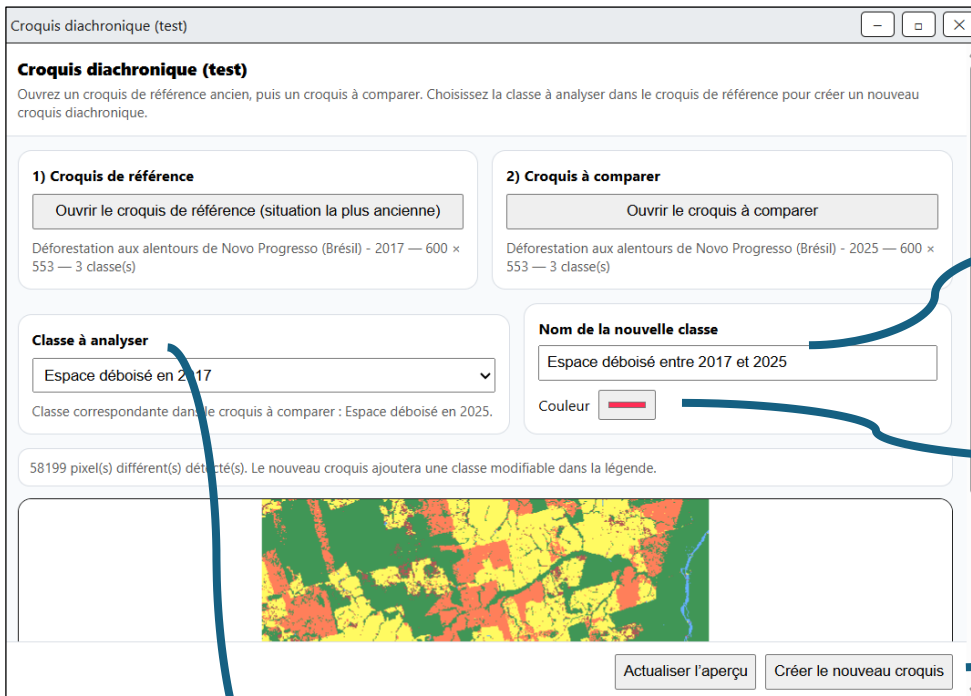 Croquis diachronique (test)
Croquis diachronique (test)
Ouvrez un croquis de référence ancien, puis un croquis à comparer. Choisissez la classe à analyser dans le croquis de référence pour créer un nouveau
croquis diachronique.
1) Croquis de référence
Ouvrir le croquis de référence (situation la plus ancienne)
Déforestation aux alentours de Novo Progresso (Brésil) - 2017 — 600 ×
553 — 3 classe(s)
2) Croquis à comparer
Ouvrir le croquis à comparer
Déforestation aux alentours de Novo Progresso (Brésil) - 2025 — 600 ×
553 — 3 classe(s)
Classe à analyser
Espace déboisé en 2017
Classe correspondante dans le croquis à comparer : Espace déboisé en 2025.
Nom de la nouvelle classe
Espace déboisé entre 2017 et 2025
Couleur
58199 pixel(s) différent(s) détecté(s). Le nouveau croquis ajoutera une classe modifiable dans la légende.
Actualiser l'aperçu
Créer le nouveau croquis